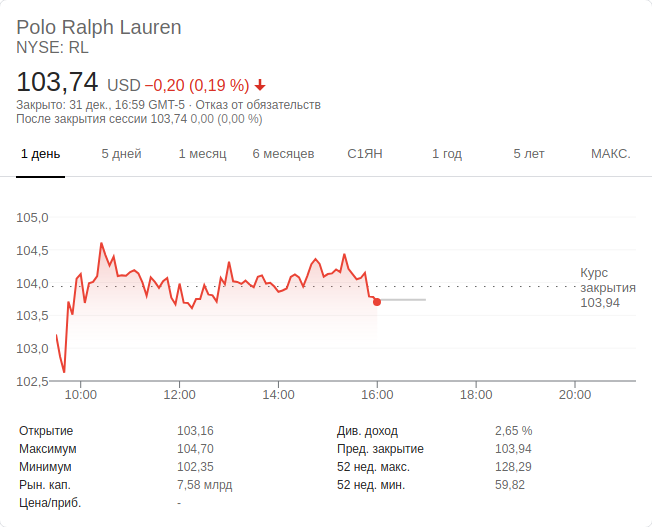 Polo Ralph Lauren
NYSE: RL
103,74 USD −0,20 (0,19 %)
Закрыто: 31 дек., 16:59 GMT-5 · Отказ от обязательств
После закрытия сессии 103,74 0,00 (0,00 %)
1 день 5 дней 1 месяц 6 месяцев С1ЯН 1 год 5 лет МАКС.
105,0
104,5
104,0
103,5
103,0
102,5
Курс
закрытия
103,94
10:00 12:00 14:00 16:00 18:00 20:00
Открытие 103,16 Див. доход 2,65 %
Максимум 104,70 Пред. закрытие 103,94
Минимум 102,35 52 нед. макс. 128,29
Рын. кап. 7,58 млрд 52 нед. мин. 59,82
Цена/приб. -